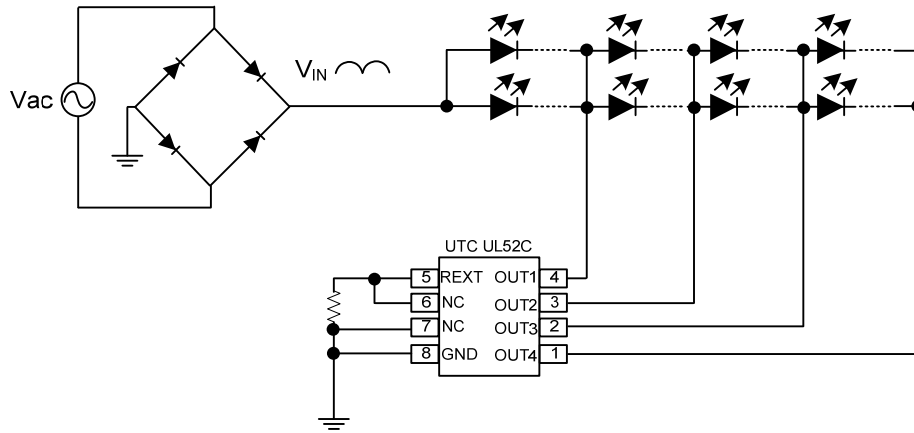 V_IN
Vac
UTC UL52C
5 REXT OUT1 4
6 NC OUT2 3
7 NC OUT3 2
8 GND OUT4 1